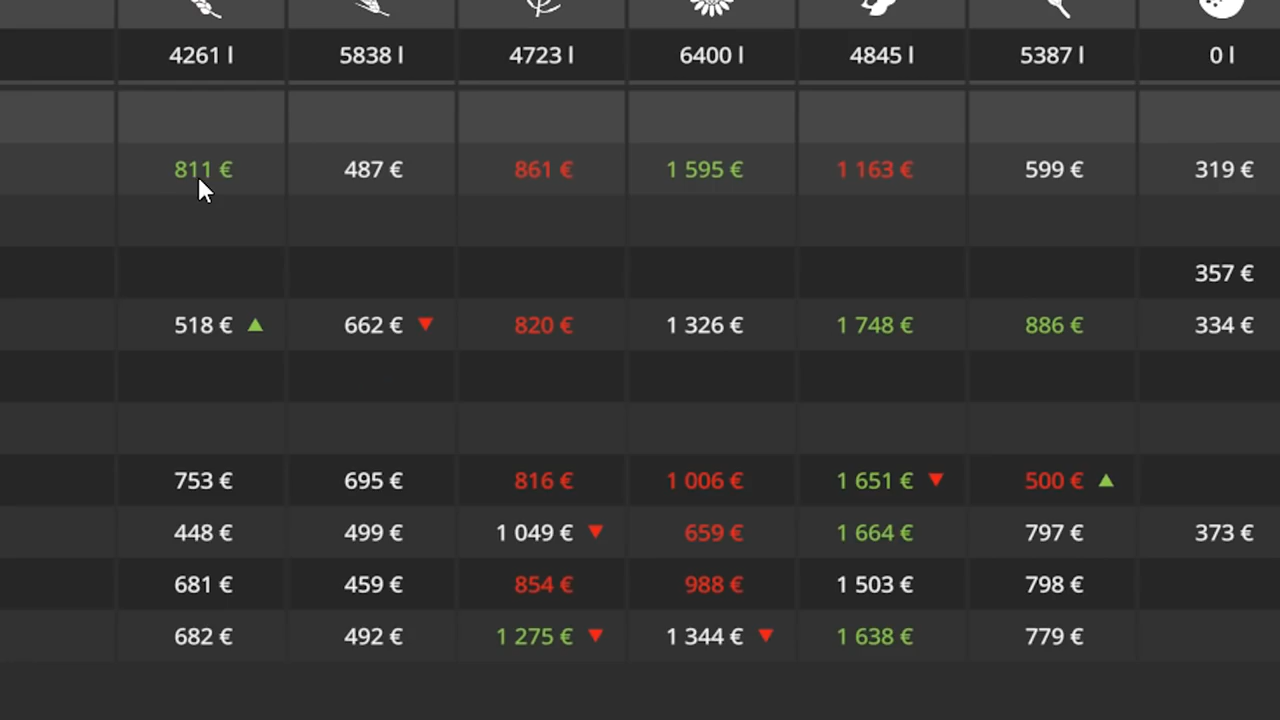 4261 l 5838 l 4723 l 6400 l 4845 l 5387 l 0 l
811 € 487 € 861 € 1 595 € 1 163 € 599 € 319 €
357 €
518 € 662 € 820 € 1 326 € 1 748 € 886 € 334 €
753 € 695 € 816 € 1 006 € 1 651 € 500 €
448 € 499 € 1 049 € 659 € 1 664 € 797 € 373 €
681 € 459 € 854 € 988 € 1 503 € 798 €
682 € 492 € 1 275 € 1 344 € 1 638 € 779 €